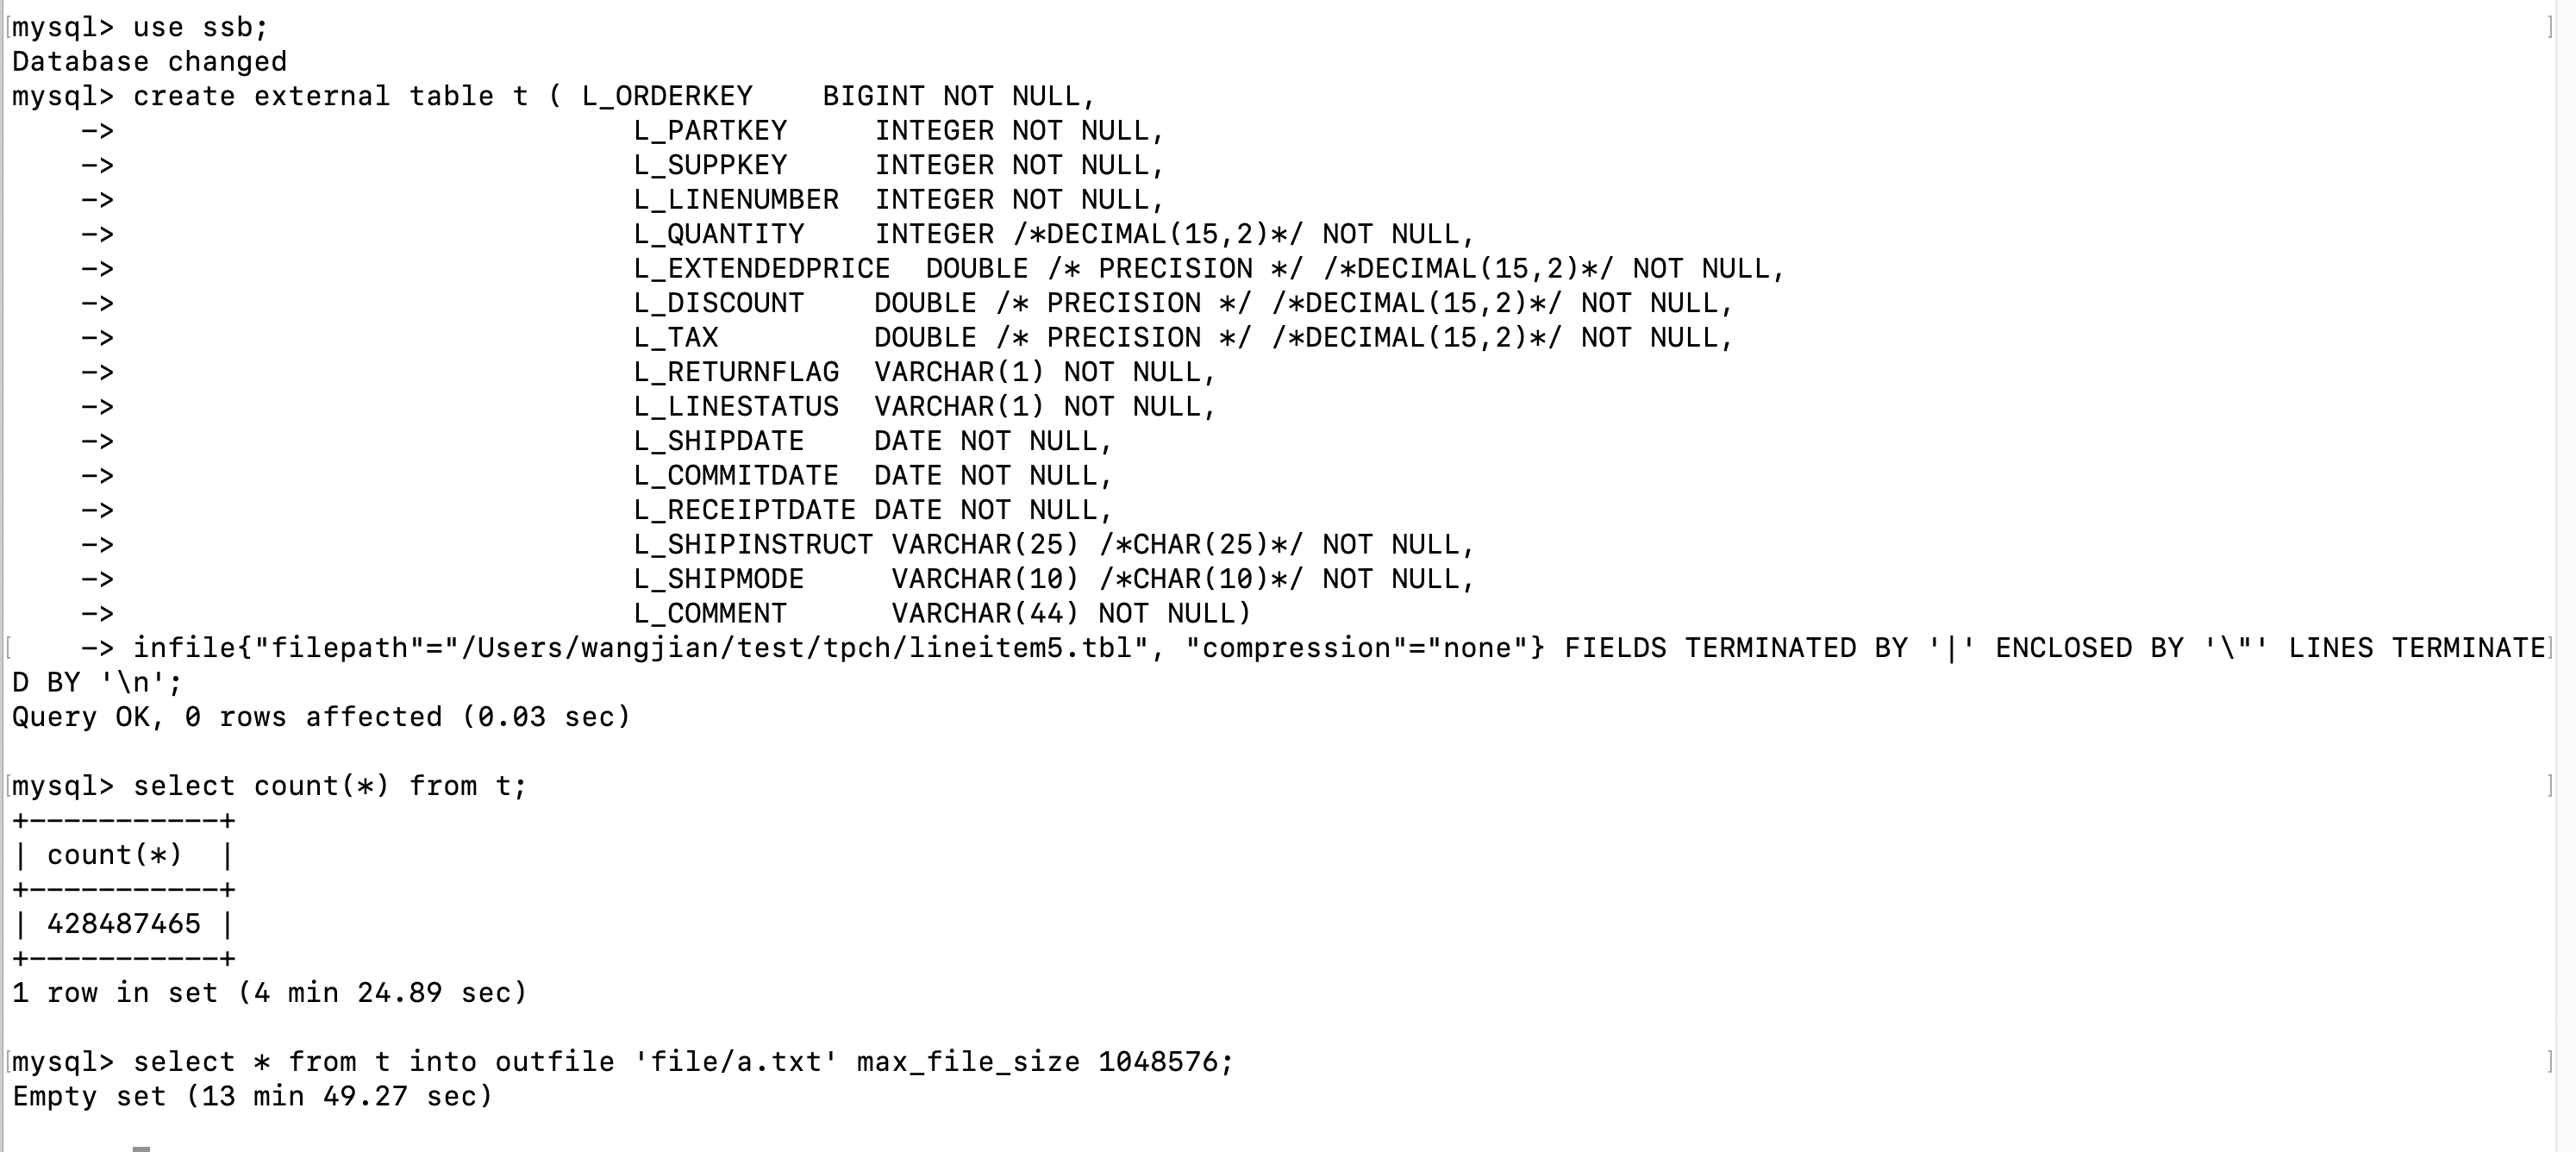 mysql> use ssb;
Database changed
mysql> create external table t ( L_ORDERKEY    BIGINT NOT NULL,
    ->                              L_PARTKEY     INTEGER NOT NULL,
    ->                              L_SUPPKEY     INTEGER NOT NULL,
    ->                              L_LINENUMBER  INTEGER NOT NULL,
    ->                              L_QUANTITY    INTEGER /*DECIMAL(15,2)*/ NOT NULL,
    ->                              L_EXTENDEDPRICE  DOUBLE /* PRECISION */ /*DECIMAL(15,2)*/ NOT NULL,
    ->                              L_DISCOUNT    DOUBLE /* PRECISION */ /*DECIMAL(15,2)*/ NOT NULL,
    ->                              L_TAX         DOUBLE /* PRECISION */ /*DECIMAL(15,2)*/ NOT NULL,
    ->                              L_RETURNFLAG  VARCHAR(1) NOT NULL,
    ->                              L_LINESTATUS  VARCHAR(1) NOT NULL,
    ->                              L_SHIPDATE    DATE NOT NULL,
    ->                              L_COMMITDATE  DATE NOT NULL,
    ->                              L_RECEIPTDATE DATE NOT NULL,
    ->                              L_SHIPINSTRUCT VARCHAR(25) /*CHAR(25)*/ NOT NULL,
    ->                              L_SHIPMODE     VARCHAR(10) /*CHAR(10)*/ NOT NULL,
    ->                              L_COMMENT      VARCHAR(44) NOT NULL)
    -> infile{"filepath"="/Users/wangjian/test/tpch/lineitem5.tbl", "compression"="none"} FIELDS TERMINATED BY '|' ENCLOSED BY '\"' LINES TERMINATE
D BY '\n';
Query OK, 0 rows affected (0.03 sec)
mysql> select count(*) from t;
+-----------+
| count(*)  |
+-----------+
| 428487465 |
+-----------+
1 row in set (4 min 24.89 sec)
mysql> select * from t into outfile 'file/a.txt' max_file_size 1048576;
Empty set (13 min 49.27 sec)